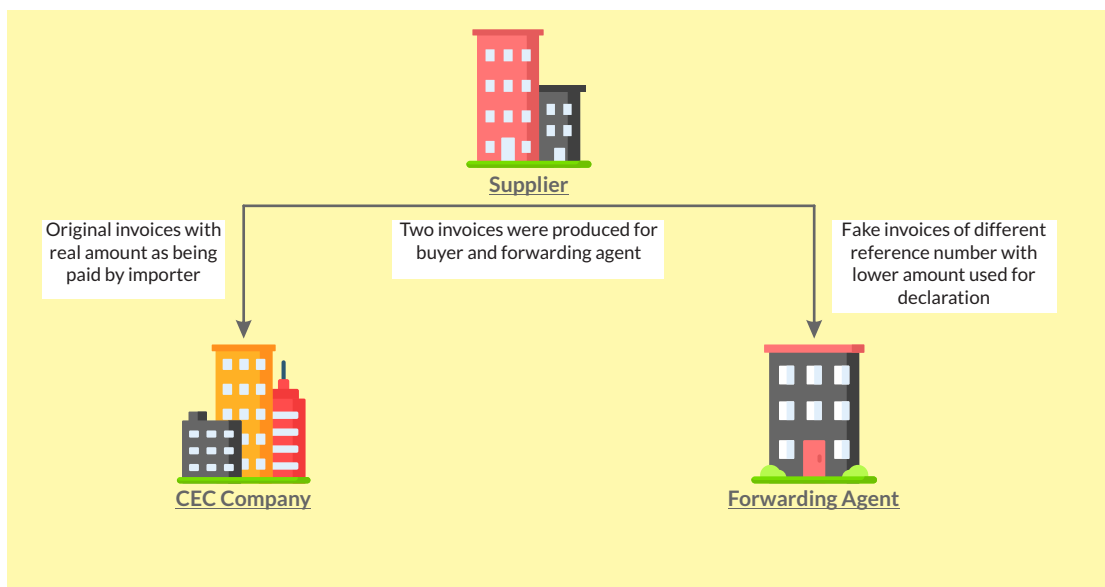 Supplier
Original invoices with
real amount as being
paid by importer
Two invoices were produced for
buyer and forwarding agent
Fake invoices of different
reference number with
lower amount used for
declaration
CEC Company
Forwarding Agent